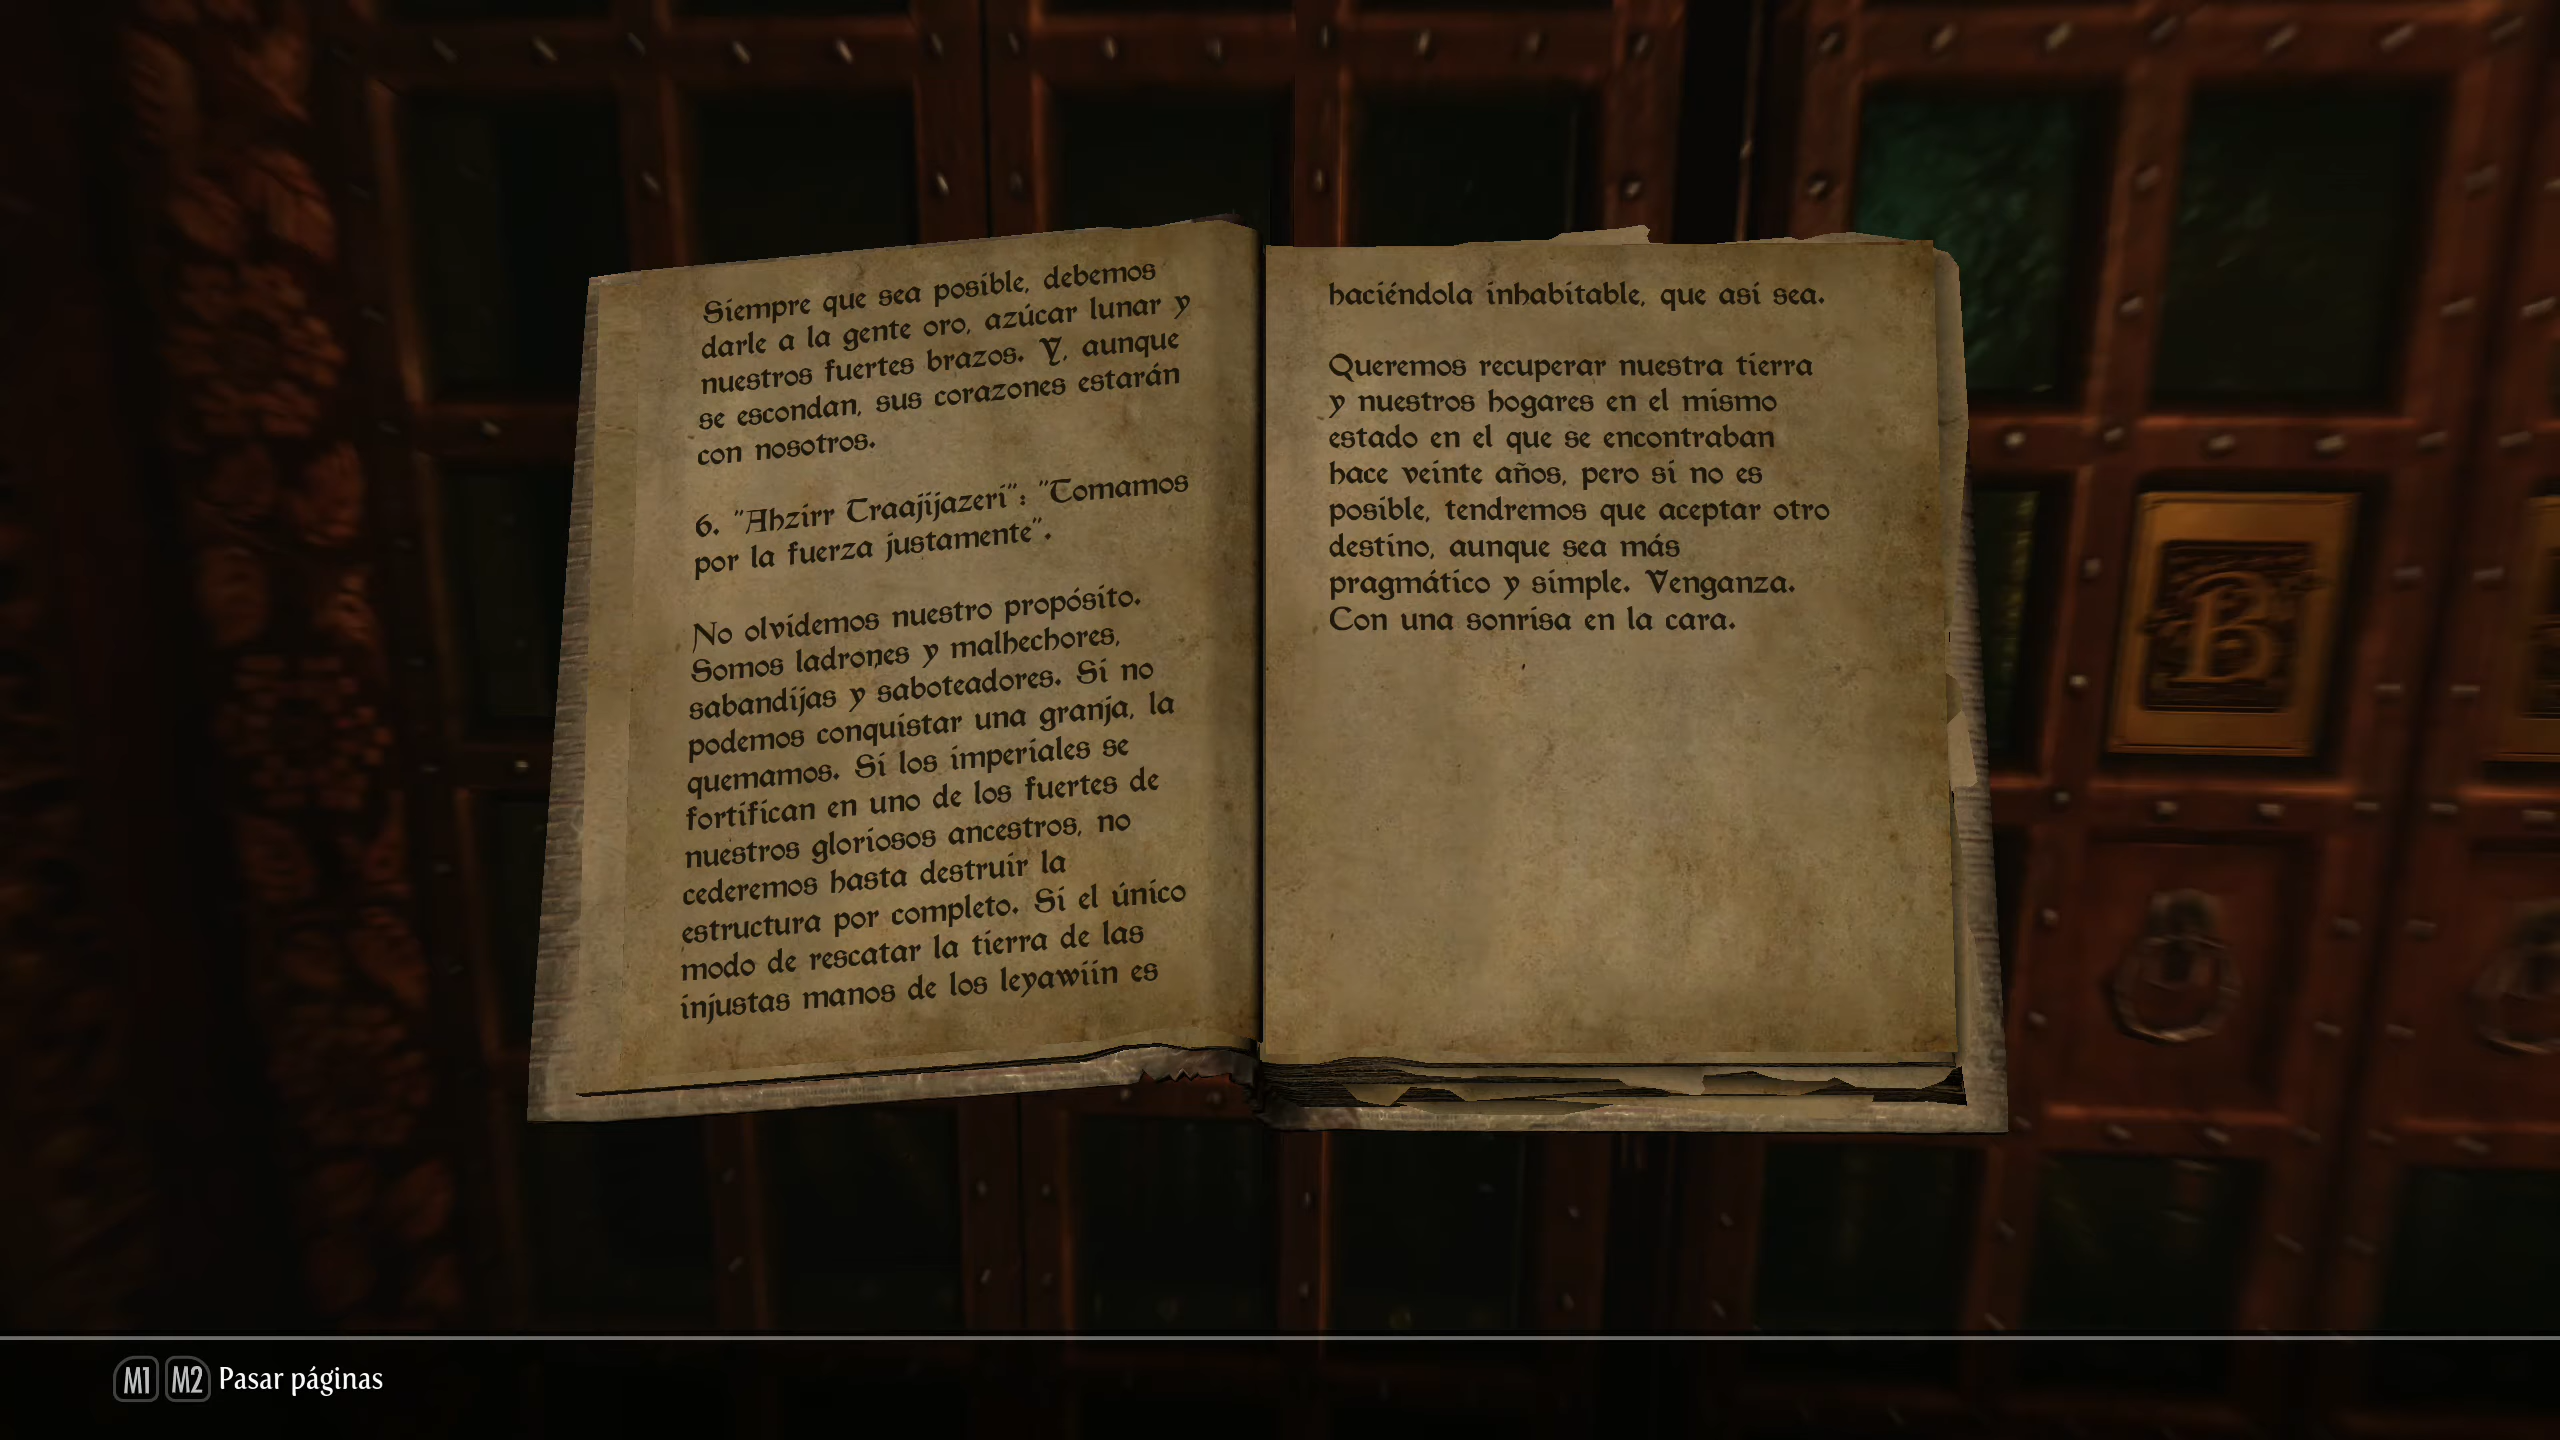 Siempre que sea posible, debemos
darle a la gente oro, azúcar lunar y
nuestros fuertes brazos. Y, aunque
se escondan, sus corazones estarán
con nosotros.
6. "Ahzirr Traajijazeri": "Tomamos
por la fuerza justamente".
No olvidemos nuestro propósito.
Somos ladrones y malhechores,
sabandijas y saboteadores. Si no
podemos conquistar una granja, la
quemamos. Si los imperiales se
fortifican en uno de los fuertes de
nuestros gloriosos ancestros, no
cederemos hasta destruir la
estructura por completo. Si el único
modo de rescatar la tierra de las
injustas manos de los leyawiin es
haciéndola inhabitable, que así sea.
Queremos recuperar nuestra tierra
y nuestros hogares en el mismo
estado en el que se encontraban
hace veinte años, pero si no es
posible, tendremos que aceptar otro
destino, aunque sea más
pragmático y simple. Venganza.
Con una sonrisa en la cara.
B
M1 M2 Pasar páginas